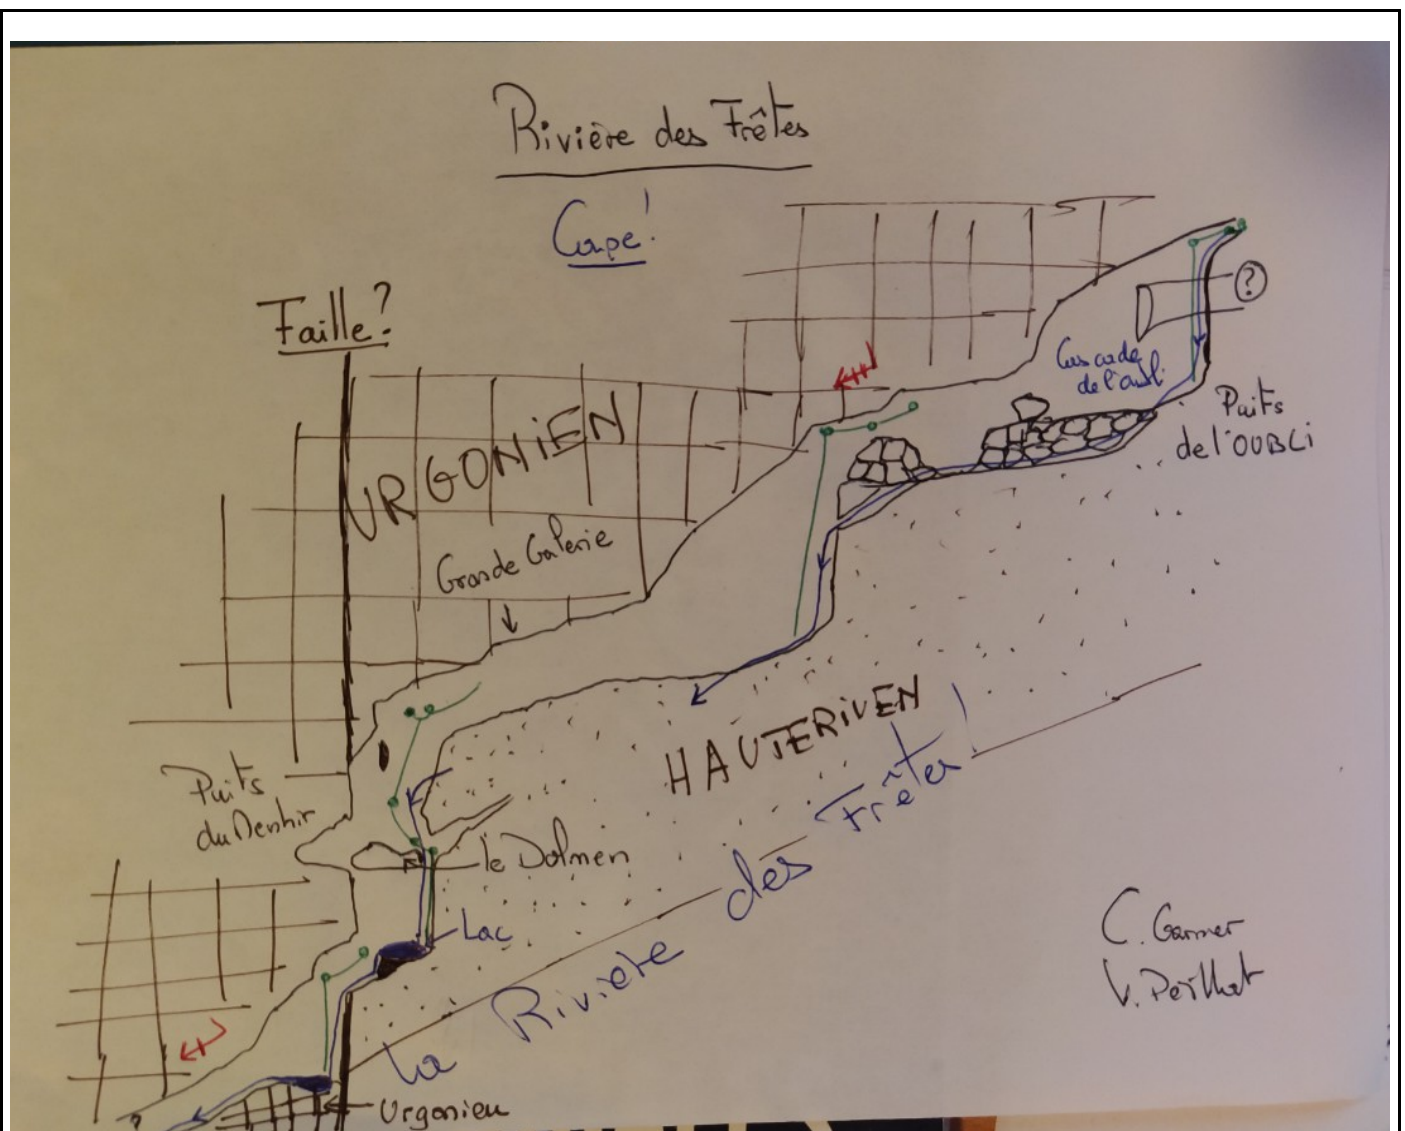 Rivière des Frêtes
Coupe!
Faille?
?
URGONIEN
Cascade
de l'oubli
Puits
de l'OUBLI
Grande Galerie
HAUTERIVEN
Puits
du Menhir
le Dolmen
Lac
La Rivière des Frêtes
C. Garnier
?
Urgonien